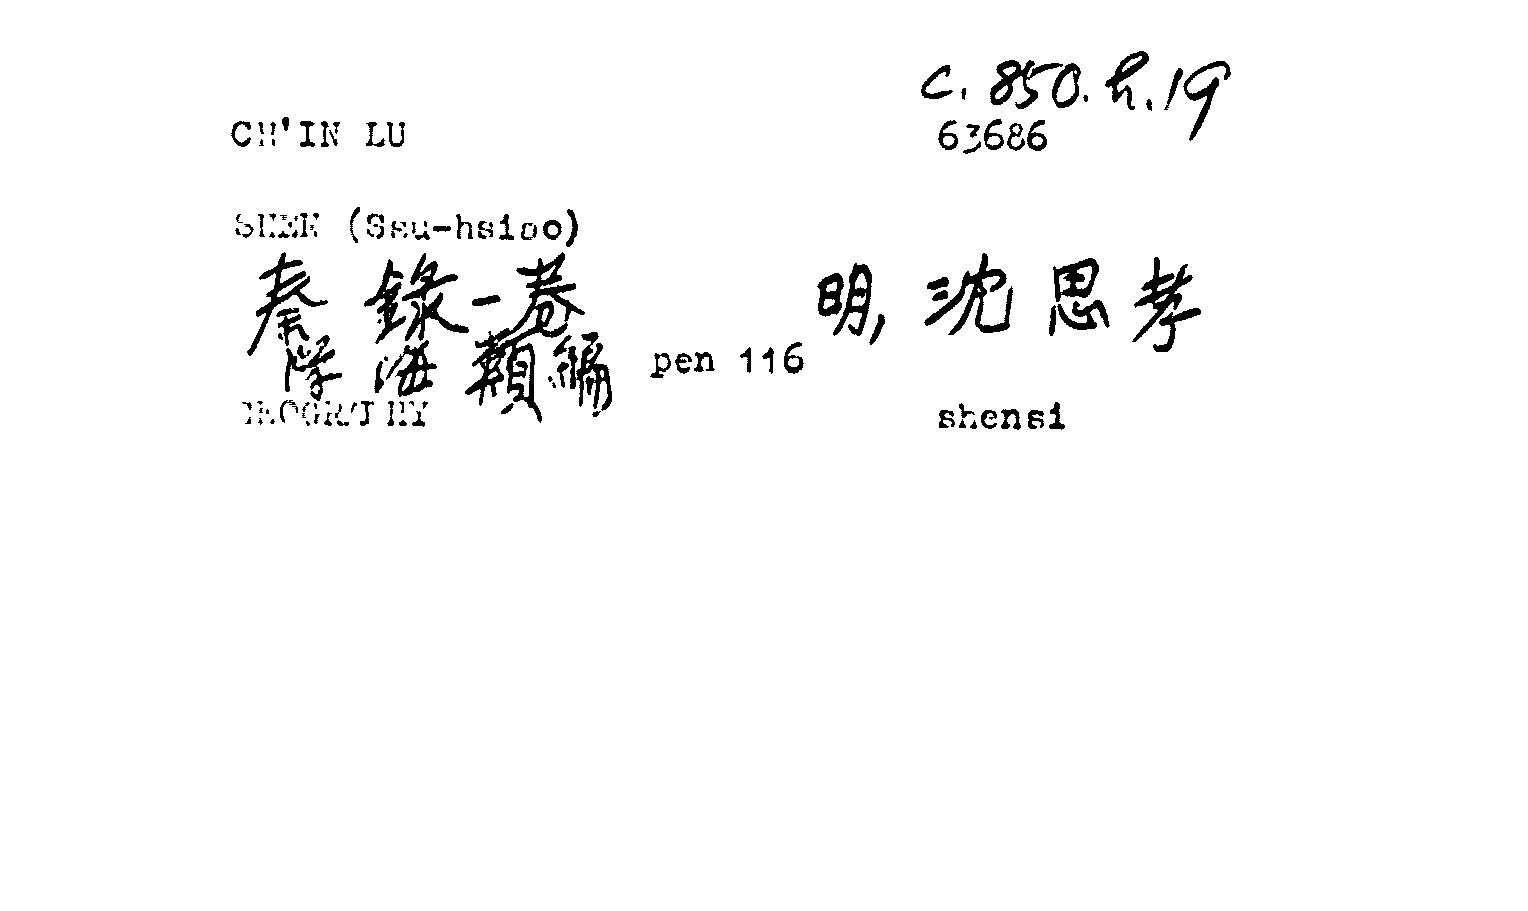 C. 850. h. 19
CH'IN LU
63686
SHEN (Ssu-hsiao)
秦錄一卷
明, 沈思孝
學海類編 pen 116
GEOGRAPHY
shensi